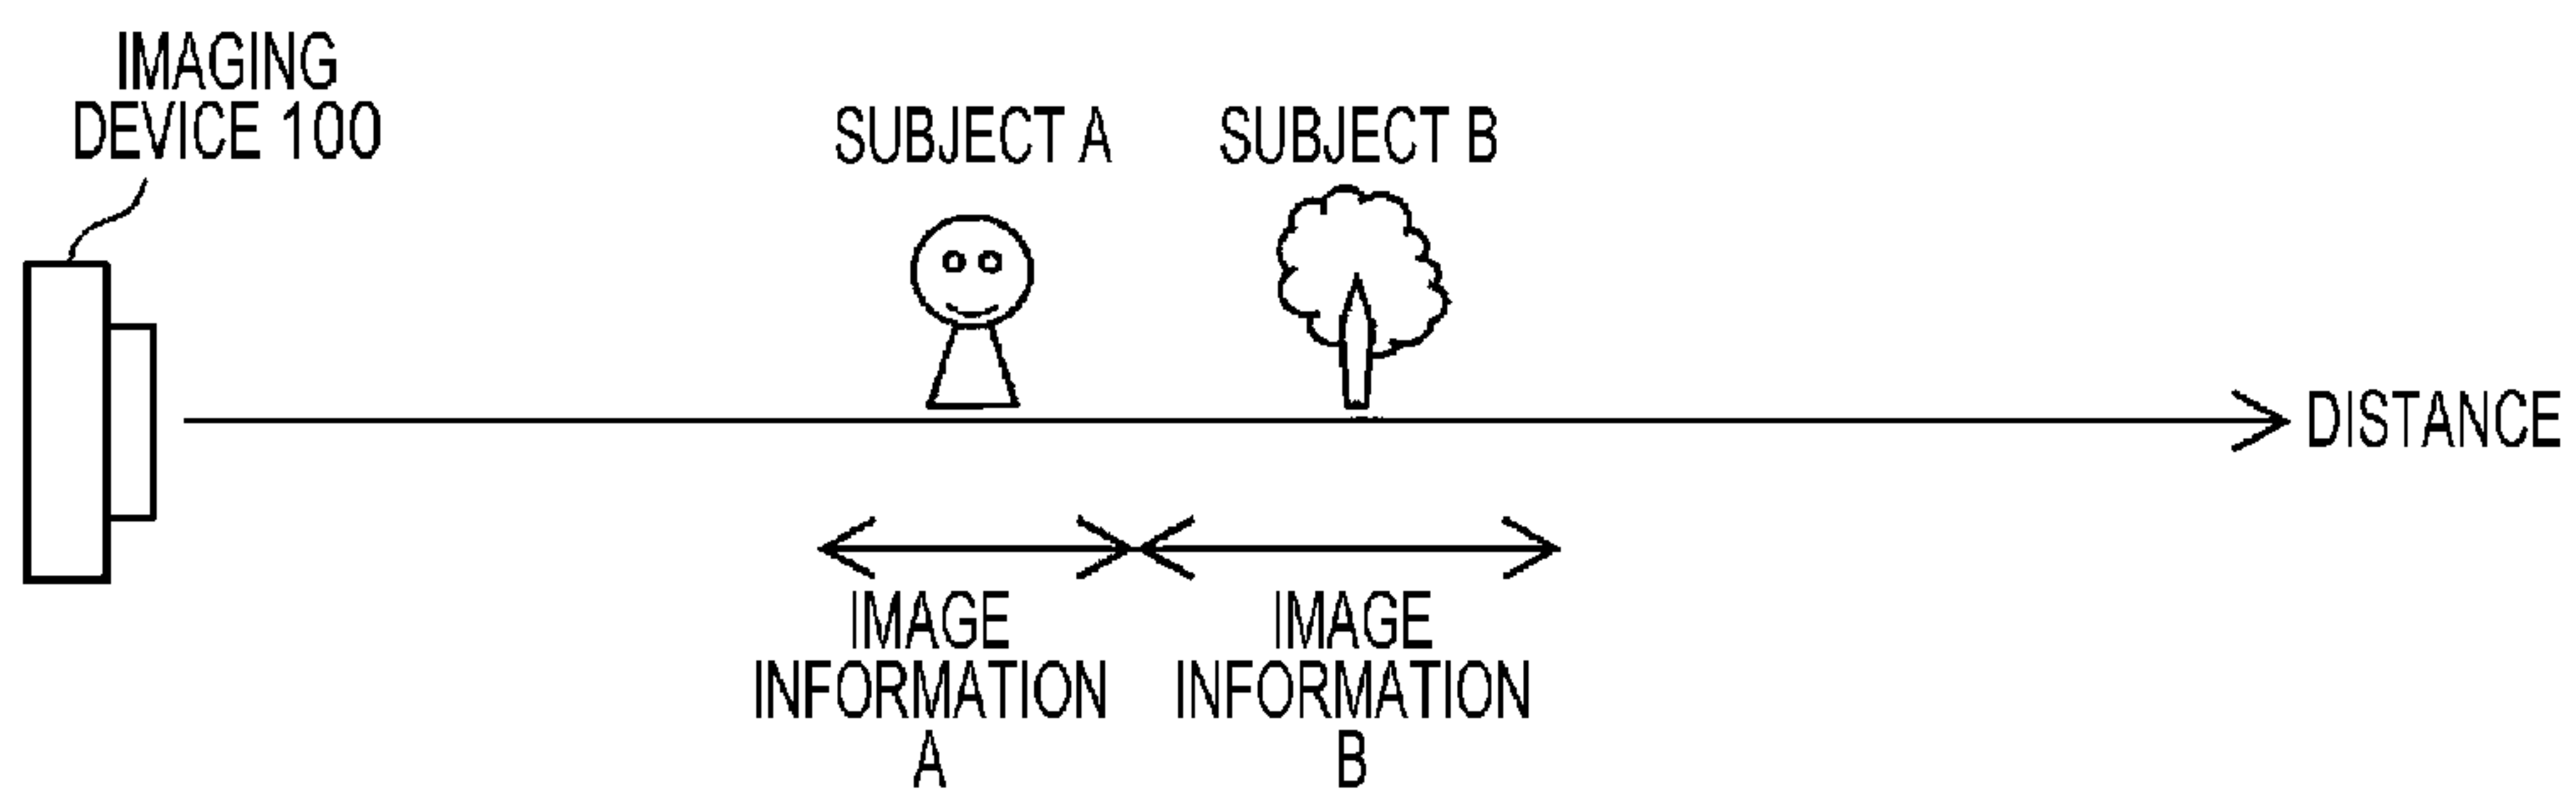 IMAGING
DEVICE 100
SUBJECT A
SUBJECT B
DISTANCE
IMAGE
INFORMATION
A
IMAGE
INFORMATION
B